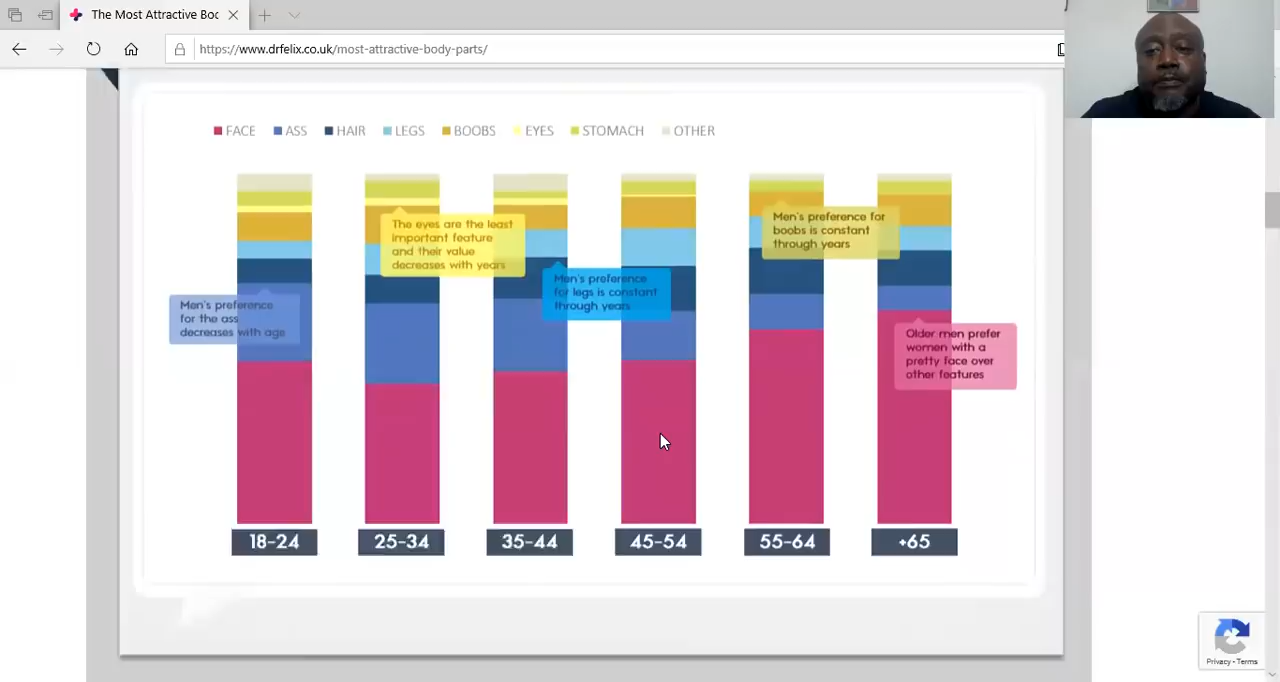 The Most Attractive Bod
https://www.drfelix.co.uk/most-attractive-body-parts/
FACE ASS HAIR LEGS BOOBS EYES STOMACH OTHER
The eyes are the least
important feature
and their value
decreases with years
Men's preference for
boobs is constant
through years
Men's preference
for legs is constant
through years
Men's preference
for the ass
decreases with age
Older men prefer
women with a
pretty face over
other features
18-24 25-34 35-44 45-54 55-64 +65
Privacy - Terms